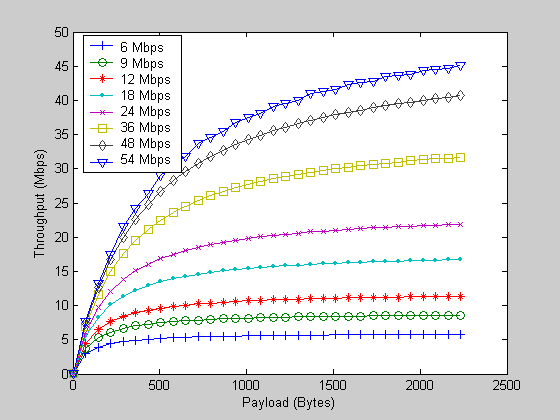 50
45
40
35
30
25
20
15
10
5
0
Throughput (Mbps)
6 Mbps
9 Mbps
12 Mbps
18 Mbps
24 Mbps
36 Mbps
48 Mbps
54 Mbps
0
500
1000
1500
2000
2500
Payload (Bytes)